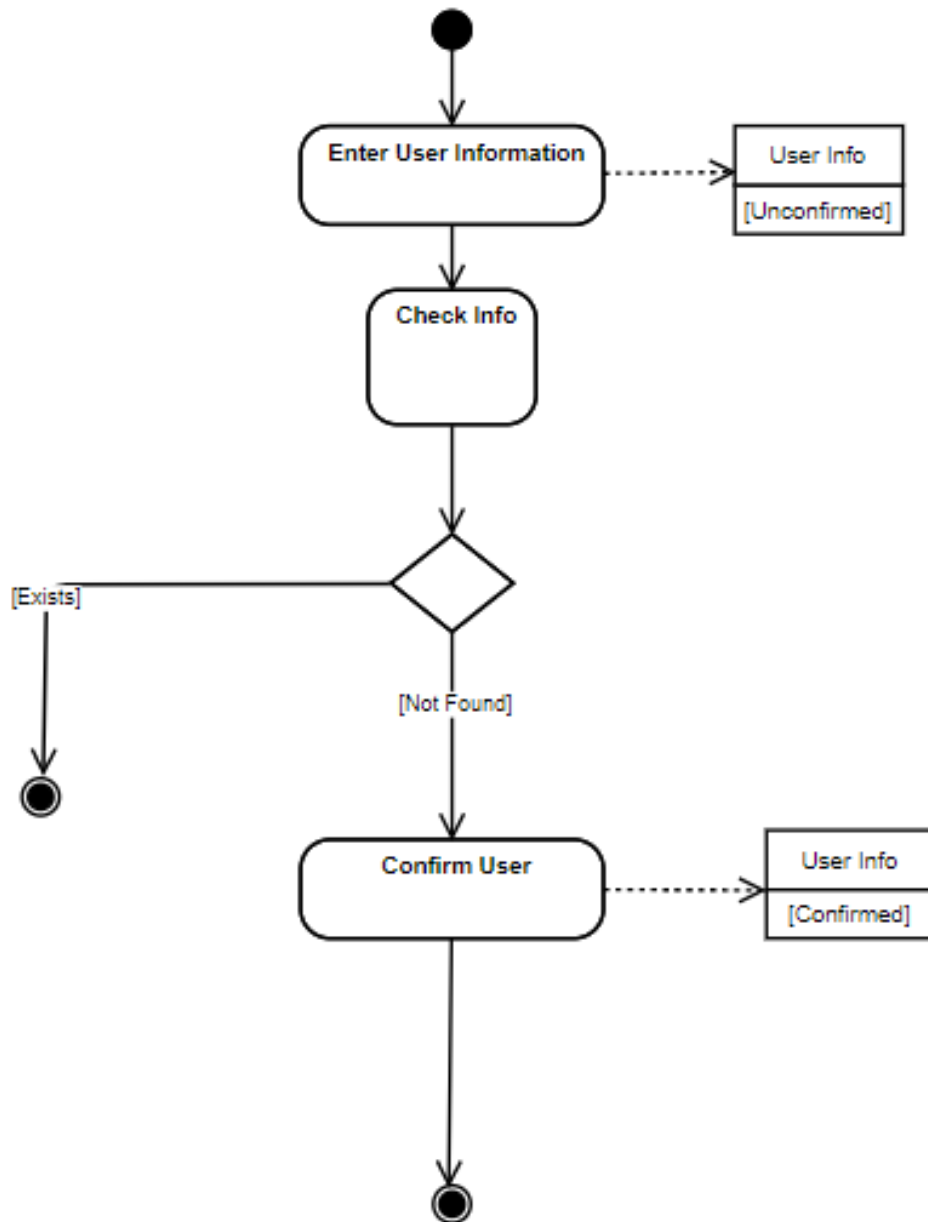 Enter User Information
User Info
[Unconfirmed]
Check Info
[Exists]
[Not Found]
Confirm User
User Info
[Confirmed]